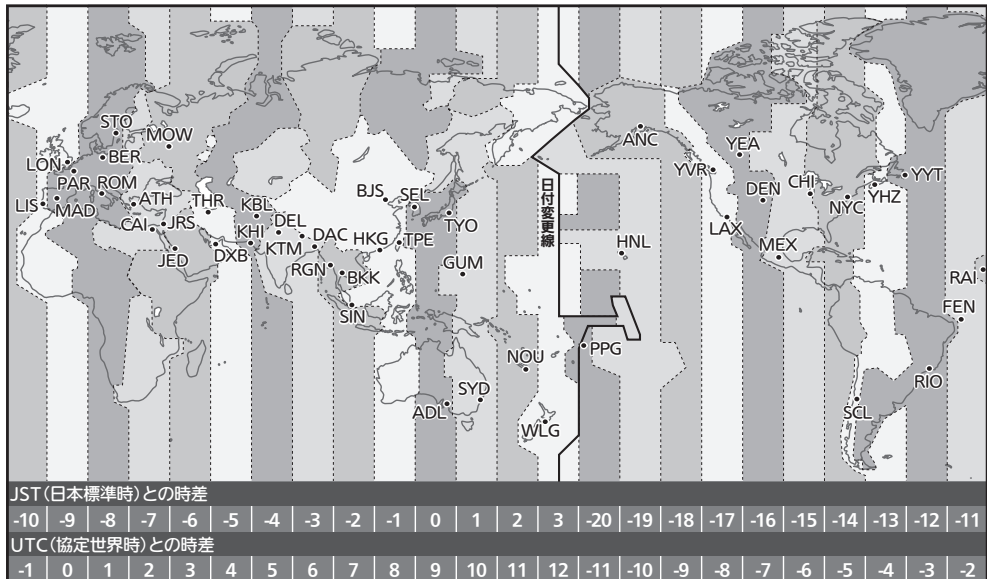 STO
MOW
ANC
YEA
LON
BER
YVR
CHI
YYT
PAR
ROM
BJS
SEL
DEN
YHZ
LIS
MAD
ATH
THR
KBL
TYO
NYC
CAI
JRS
DEL
DAC
HKG
TPE
LAX
JED
DXB
KHI
KTM
HNL
MEX
RGN
BKK
GUM
RAI
SIN
FEN
日付変更線
NOU
PPG
RIO
ADL
SYD
SCL
WLG
JST（日本標準時）との時差
-10 -9 -8 -7 -6 -5 -4 -3 -2 -1 0 1 2 3 -20 -19 -18 -17 -16 -15 -14 -13 -12 -11
UTC（協定世界時）との時差
-1 0 1 2 3 4 5 6 7 8 9 10 11 12 -11 -10 -9 -8 -7 -6 -5 -4 -3 -2